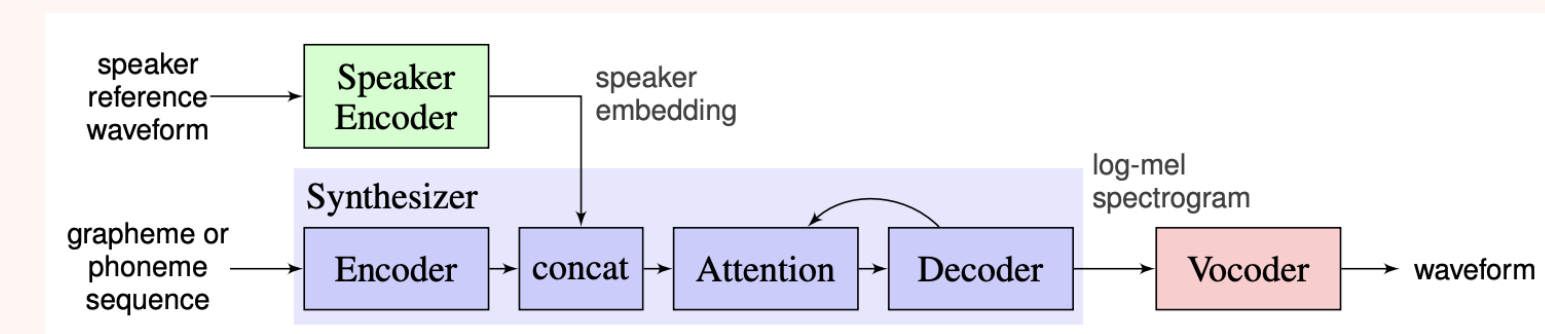 speaker
reference
waveform
Speaker
Encoder
speaker
embedding
Synthesizer
grapheme or
phoneme
sequence
Encoder
concat
Attention
Decoder
log-mel
spectrogram
Vocoder
waveform